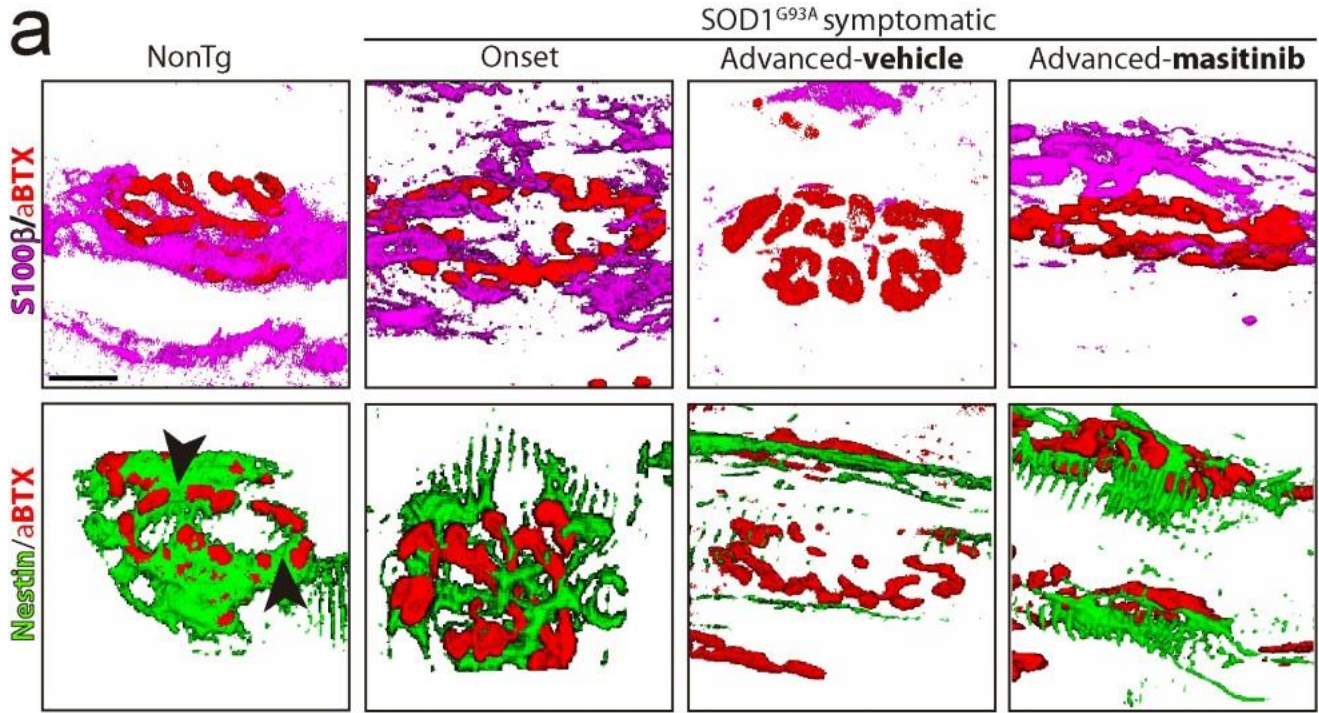 a
SOD1G93A symptomatic
NonTg
Onset
Advanced-vehicle
Advanced-masitinib
S100β/aBTX
Nestin/aBTX